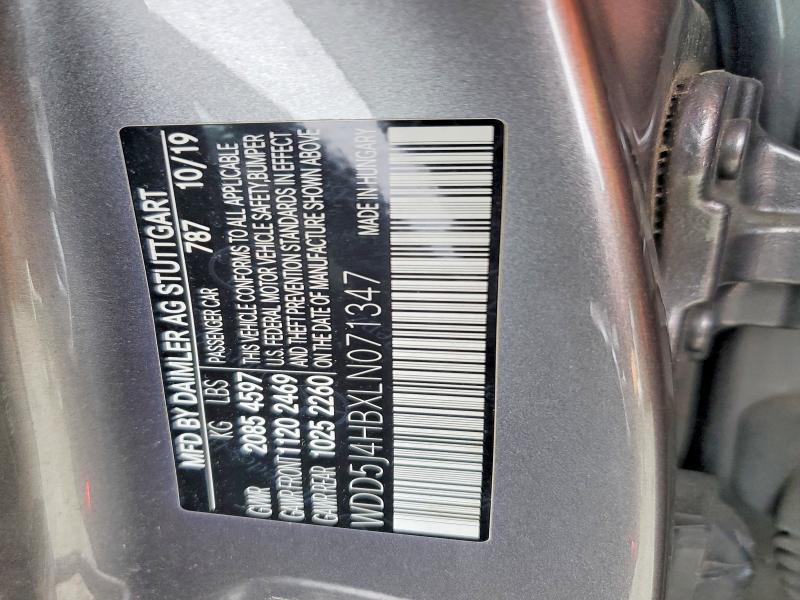 MFD BY DAIMLER AG STUTTGART
787 10/19
KG LBS PASSENGER CAR
GVWR 2085 4597 THIS VEHICLE CONFORMS TO ALL APPLICABLE
U.S. FEDERAL MOTOR VEHICLE SAFETY,BUMPER
GAWR FRONT 1120 2469 AND THEFT PREVENTION STANDARDS IN EFFECT
GAWR REAR 1025 2260 ON THE DATE OF MANUFACTURE SHOWN ABOVE
WDD5J4HBXLN071347 MADE IN HUNGARY